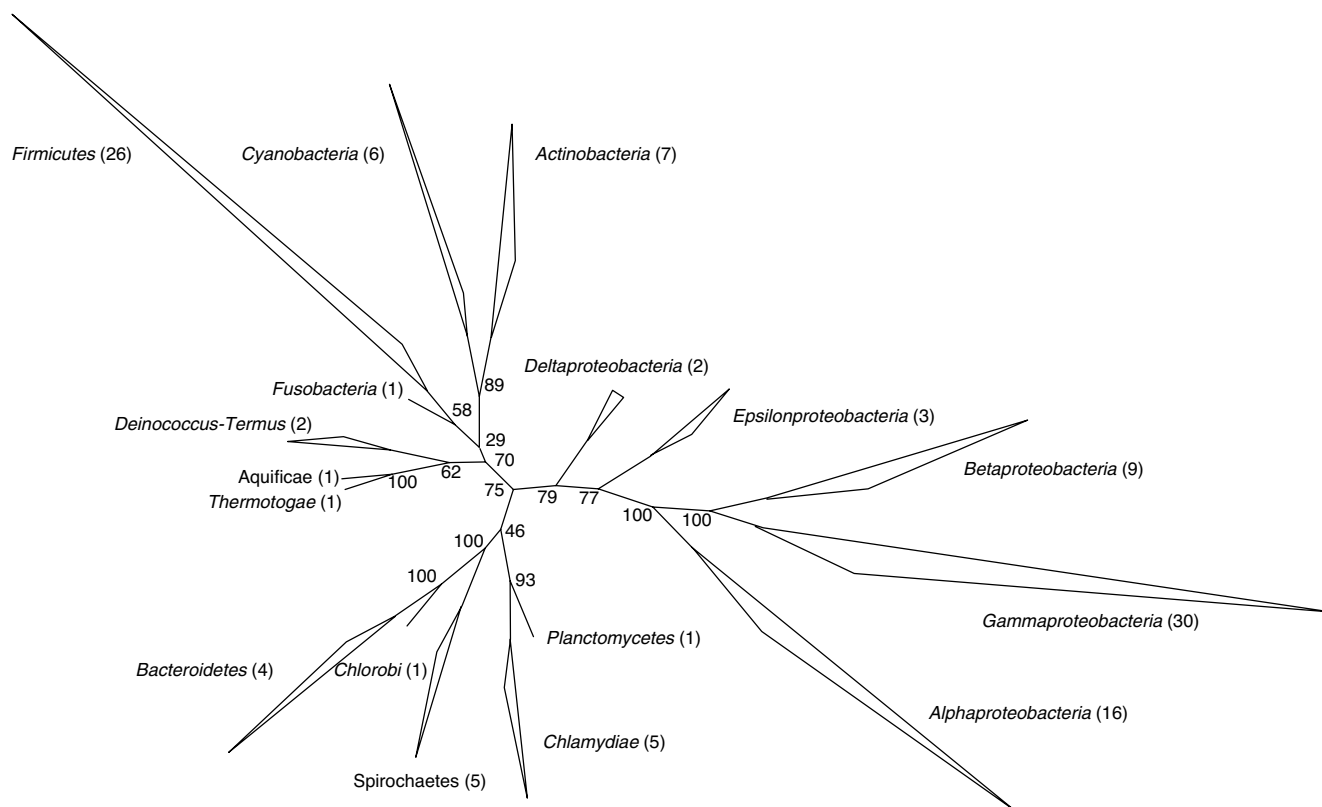 Firmicutes (26)
Cyanobacteria (6)
Actinobacteria (7)
Deltaproteobacteria (2)
89
Fusobacteria (1)
58
Epsilonproteobacteria (3)
Deinococcus-Termus (2)
29
70
62
Aquificae (1)
100
Thermotogae (1)
75
79
77
Betaproteobacteria (9)
100
100
46
100
100
93
Gammaproteobacteria (30)
Planctomycetes (1)
Bacteroidetes (4)
Chlorobi (1)
Alphaproteobacteria (16)
Chlamydiae (5)
Spirochaetes (5)